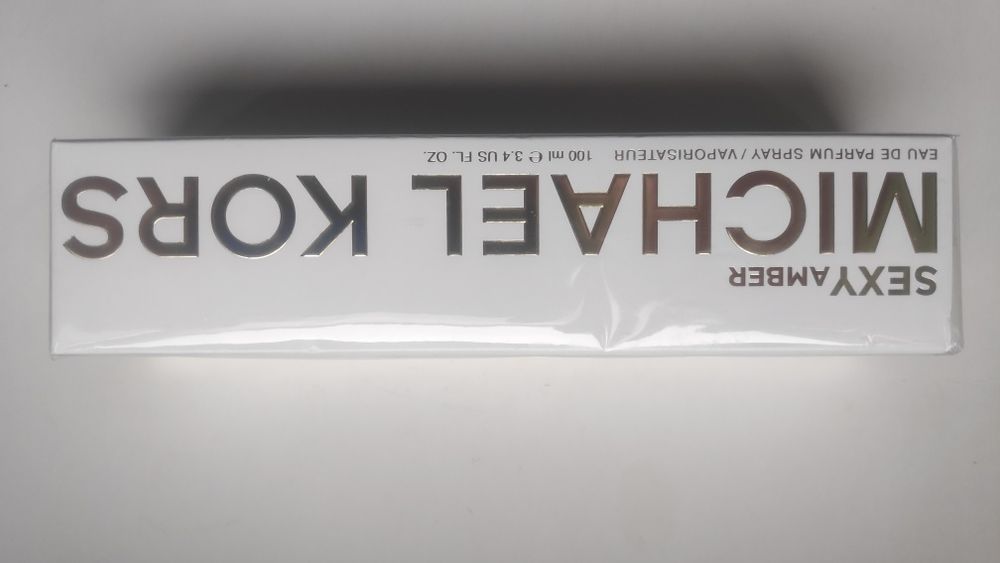 SEXYAMBER
MICHAEL KORS
EAU DE PARFUM SPRAY / VAPORISATEUR 100 ml ℮ 3.4 US FL. OZ.